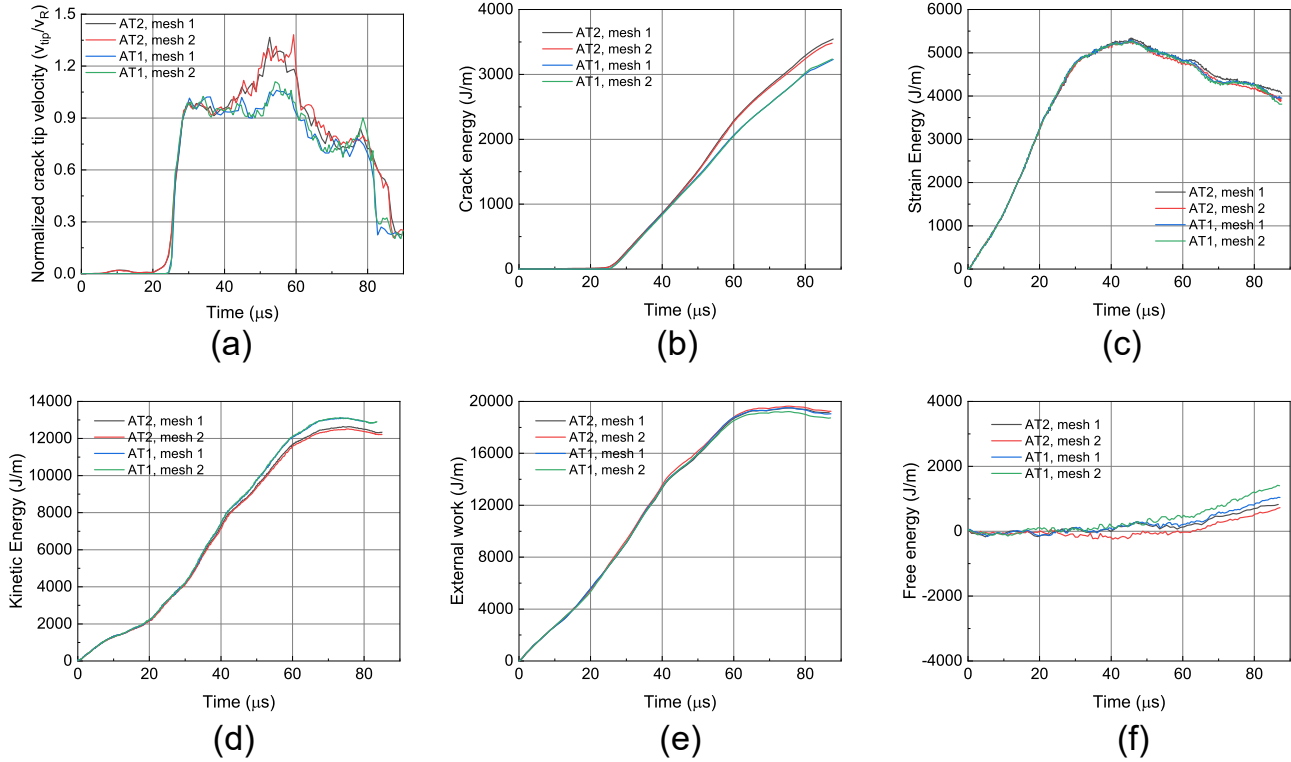 Normalized crack tip velocity (v_tip/v_R)
1.5
1.2
0.9
0.6
0.3
0.0
AT2, mesh 1
AT2, mesh 2
AT1, mesh 1
AT1, mesh 2
0 20 40 60 80
Time (μs)
(a)
Crack energy (J/m)
4000
3000
2000
1000
0
AT2, mesh 1
AT2, mesh 2
AT1, mesh 1
AT1, mesh 2
0 20 40 60 80
Time (μs)
(b)
Strain Energy (J/m)
6000
5000
4000
3000
2000
1000
0
AT2, mesh 1
AT2, mesh 2
AT1, mesh 1
AT1, mesh 2
0 20 40 60 80
Time (μs)
(c)
Kinetic Energy (J/m)
14000
12000
10000
8000
6000
4000
2000
0
AT2, mesh 1
AT2, mesh 2
AT1, mesh 1
AT1, mesh 2
0 20 40 60 80
Time (μs)
(d)
External work (J/m)
20000
16000
12000
8000
4000
0
AT2, mesh 1
AT2, mesh 2
AT1, mesh 1
AT1, mesh 2
0 20 40 60 80
Time (μs)
(e)
Free energy (J/m)
4000
2000
0
-2000
-4000
AT2, mesh 1
AT2, mesh 2
AT1, mesh 1
AT1, mesh 2
0 20 40 60 80
Time (μs)
(f)